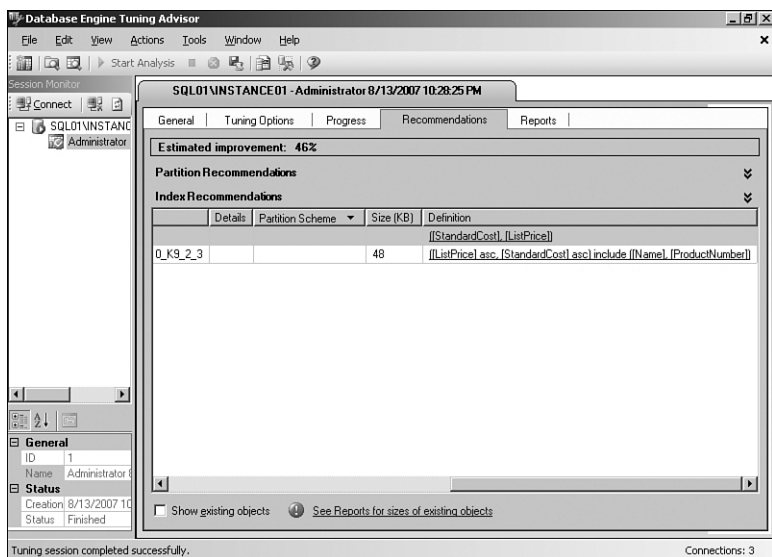 Database Engine Tuning Advisor
File Edit View Actions Tools Window Help
Start Analysis
Session Monitor
Connect
SQL01\INSTANC
Administrator
SQL01\INSTANCE01 - Administrator 8/13/2007 10:28:25 PM
General Tuning Options Progress Recommendations Reports
Estimated improvement: 46%
Partition Recommendations
Index Recommendations
Details Partition Scheme Size (KB) Definition
([StandardCost], [ListPrice])
0_K9_2_3 48 ([ListPrice] asc, [StandardCost] asc) include ([Name], [ProductNumber])
General
ID 1
Name Administrator 8
Status
Creation 8/13/2007 10
Status Finished
Show existing objects See Reports for sizes of existing objects
Tuning session completed successfully. Connections: 3